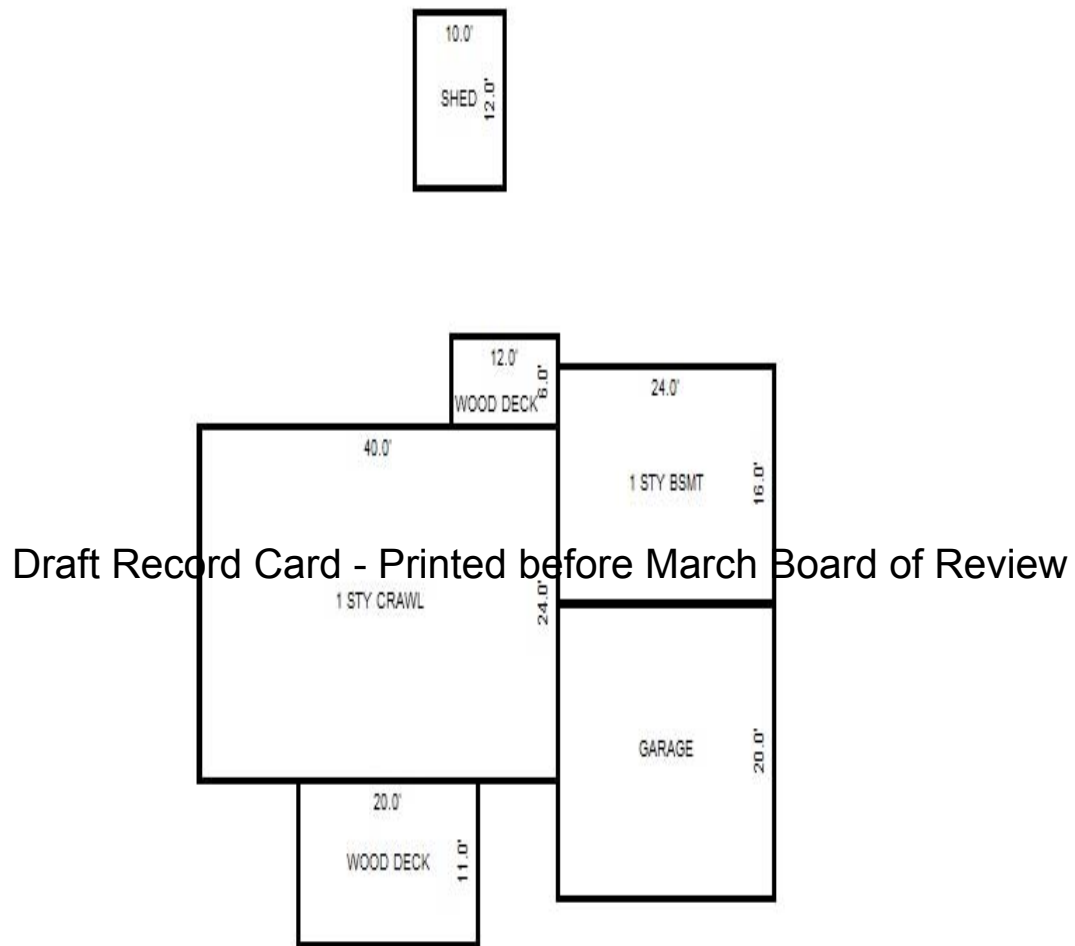 10.0'
SHED
12.0'
12.0'
6.0'
WOOD DECK
24.0'
40.0'
1 STY BSMT
16.0'
Draft Record Card - Printed before March Board of Review
1 STY CRAWL
24.0'
GARAGE
20.0'
20.0'
WOOD DECK
11.0'